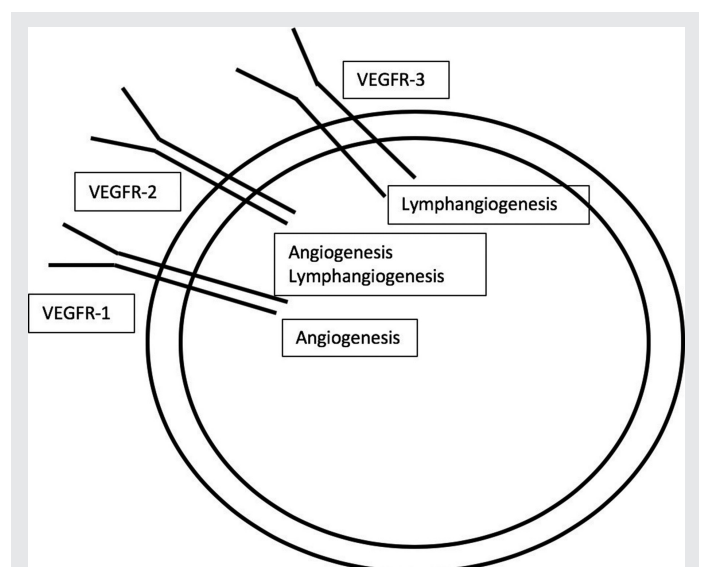 VEGFR-3
VEGFR-2
Lymphangiogenesis
Angiogenesis
Lymphangiogenesis
VEGFR-1
Angiogenesis